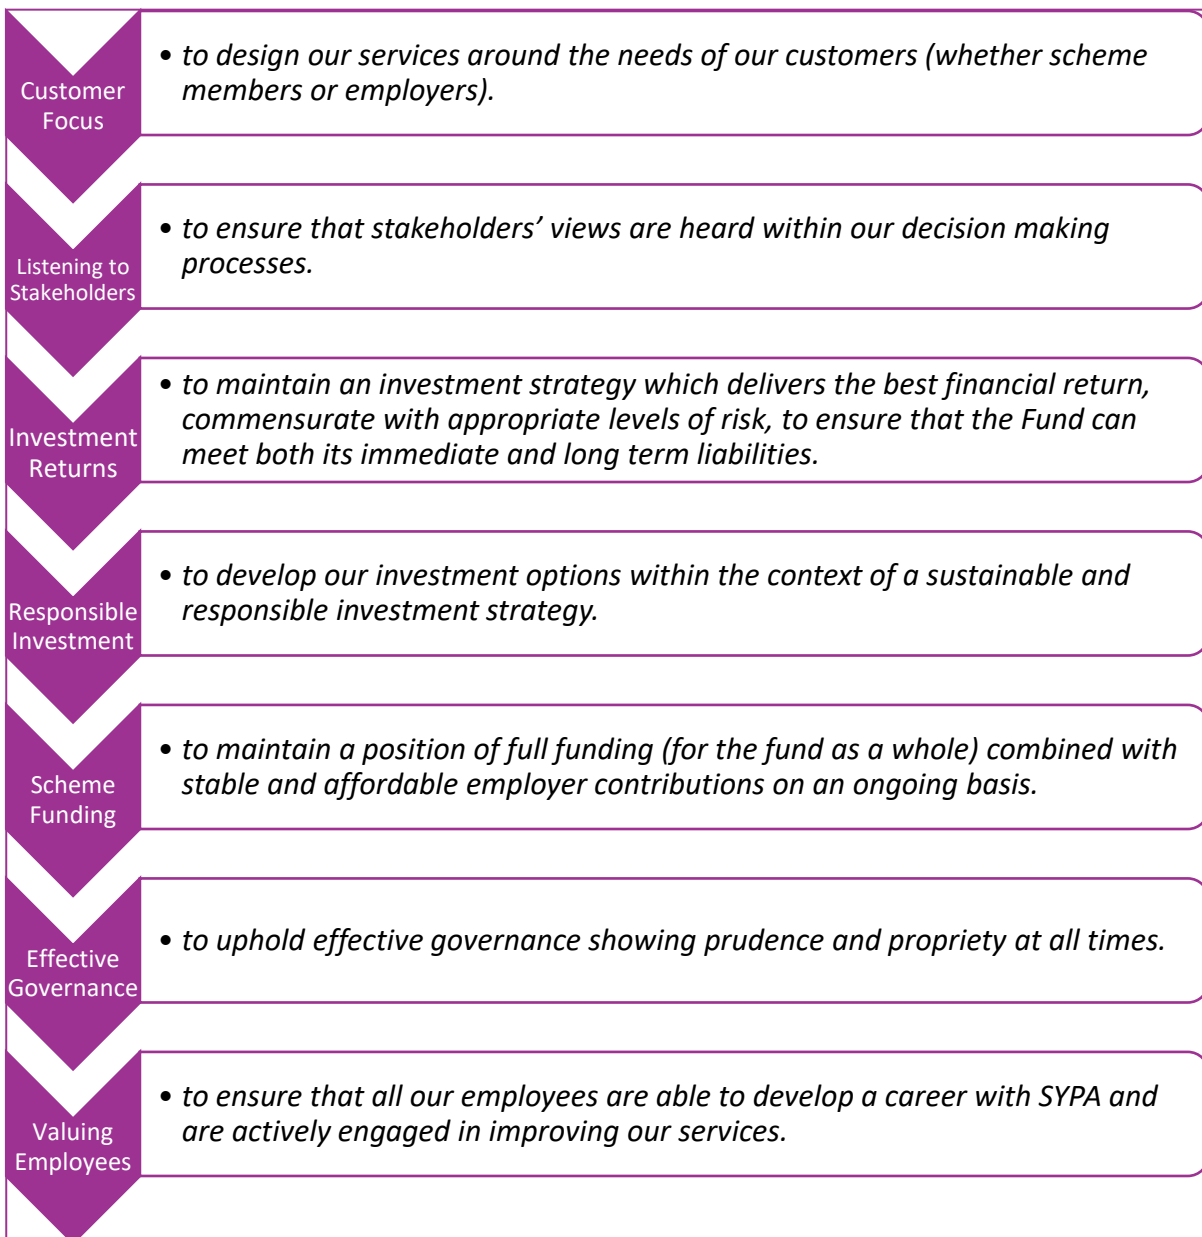 Customer
Focus
• to design our services around the needs of our customers (whether scheme
members or employers).
Listening to
Stakeholders
• to ensure that stakeholders’ views are heard within our decision making
processes.
Investment
Returns
• to maintain an investment strategy which delivers the best financial return,
commensurate with appropriate levels of risk, to ensure that the Fund can
meet both its immediate and long term liabilities.
Responsible
Investment
• to develop our investment options within the context of a sustainable and
responsible investment strategy.
Scheme
Funding
• to maintain a position of full funding (for the fund as a whole) combined with
stable and affordable employer contributions on an ongoing basis.
Effective
Governance
• to uphold effective governance showing prudence and propriety at all times.
Valuing
Employees
• to ensure that all our employees are able to develop a career with SYPA and
are actively engaged in improving our services.